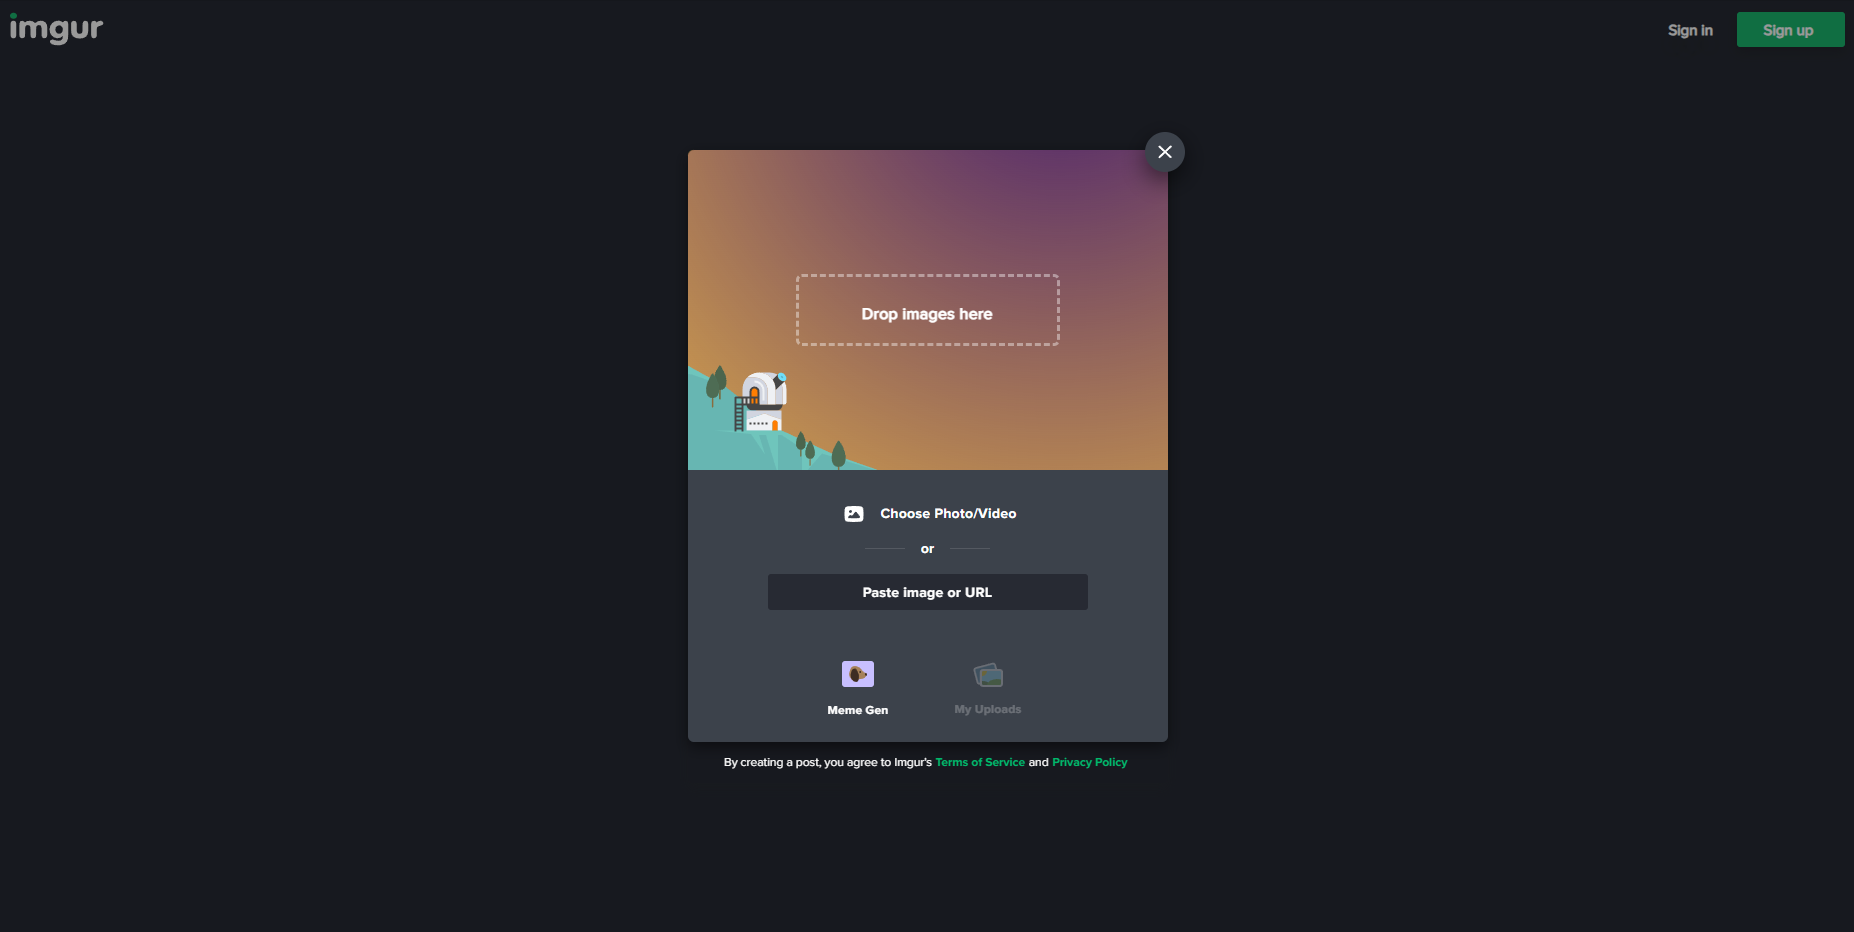 imgur
Sign in
Sign up
Drop images here
Choose Photo/Video
or
Paste image or URL
Meme Gen
My Uploads
By creating a post, you agree to Imgur's Terms of Service and Privacy Policy